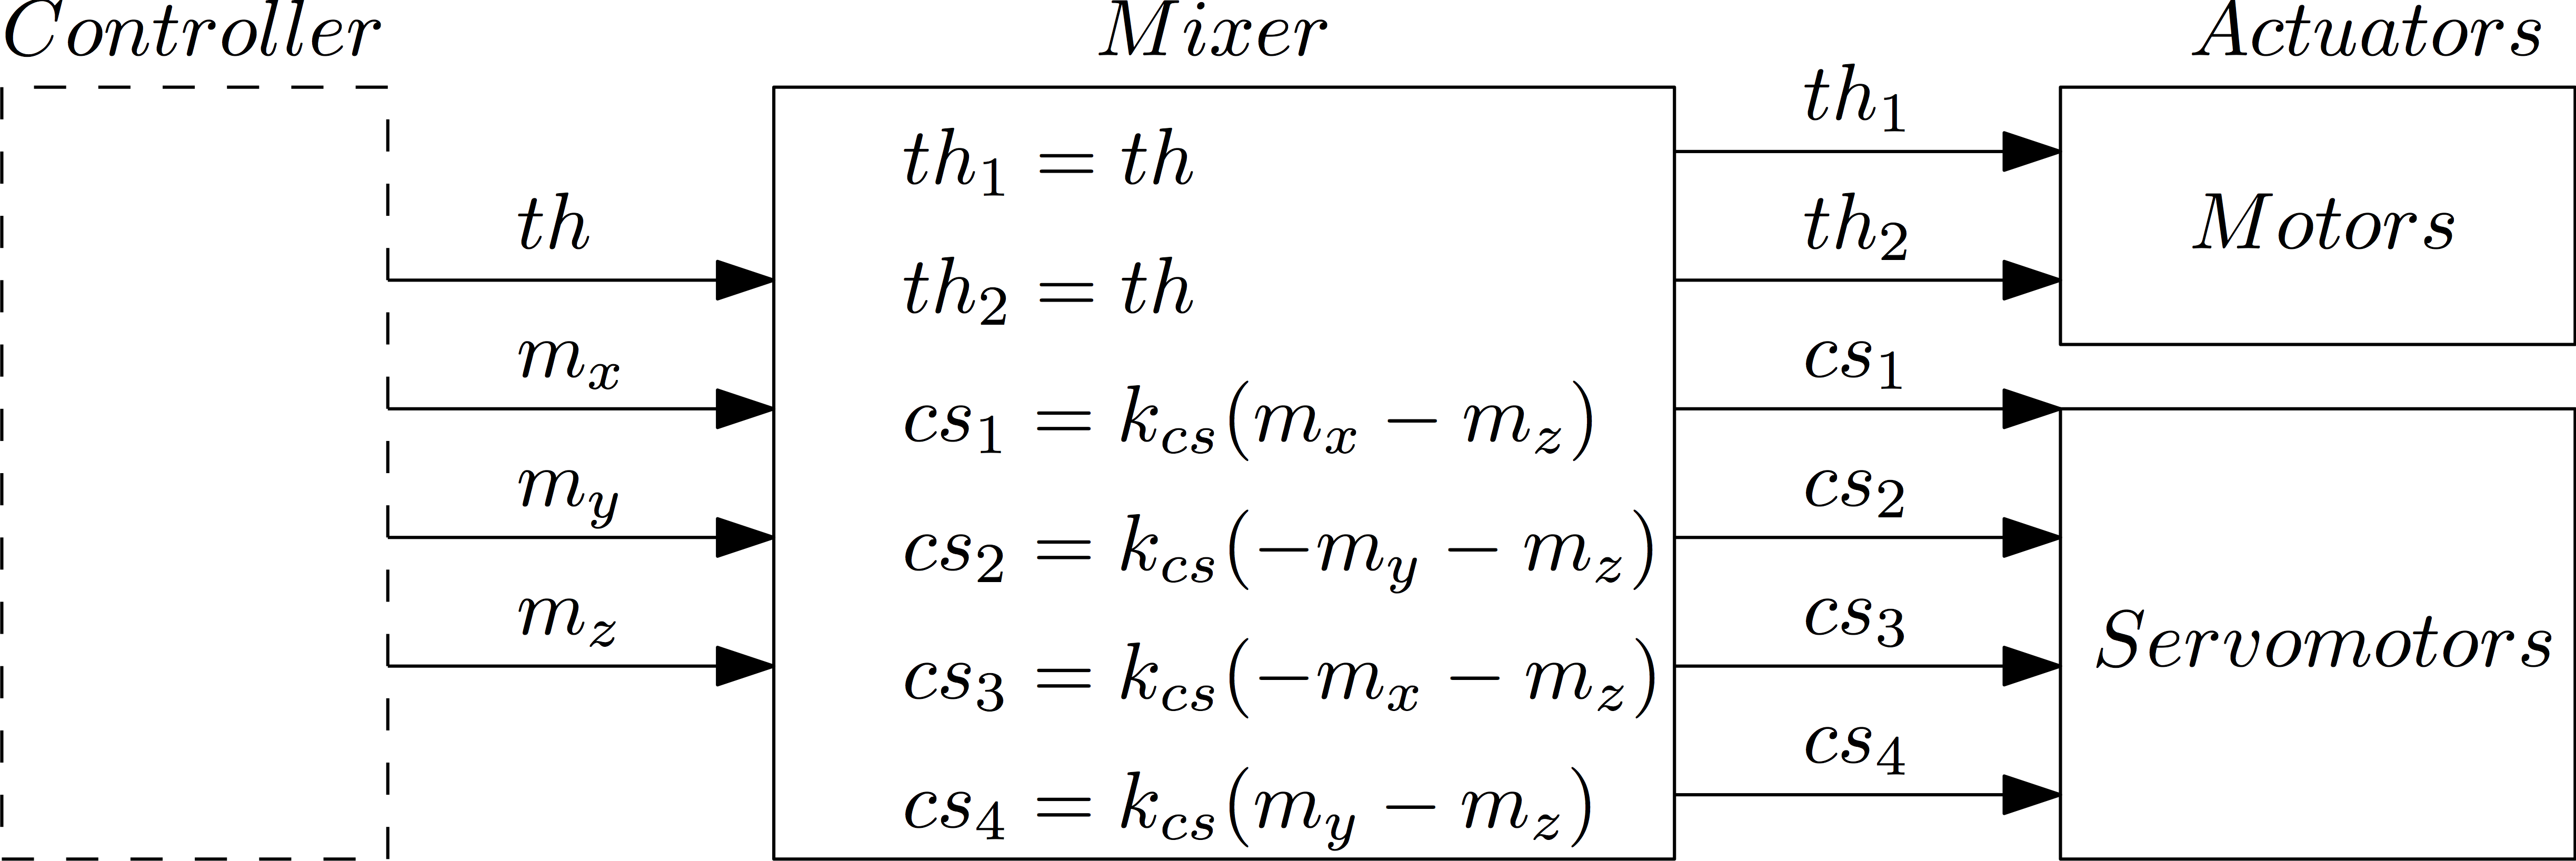 Controller
Mixer
Actuators
th
m_x
m_y
m_z
th_1 = th
th_2 = th
cs_1 = k_{cs}(m_x − m_z)
cs_2 = k_{cs}(−m_y − m_z)
cs_3 = k_{cs}(−m_x − m_z)
cs_4 = k_{cs}(m_y − m_z)
th_1
th_2
cs_1
cs_2
cs_3
cs_4
Motors
Servomotors